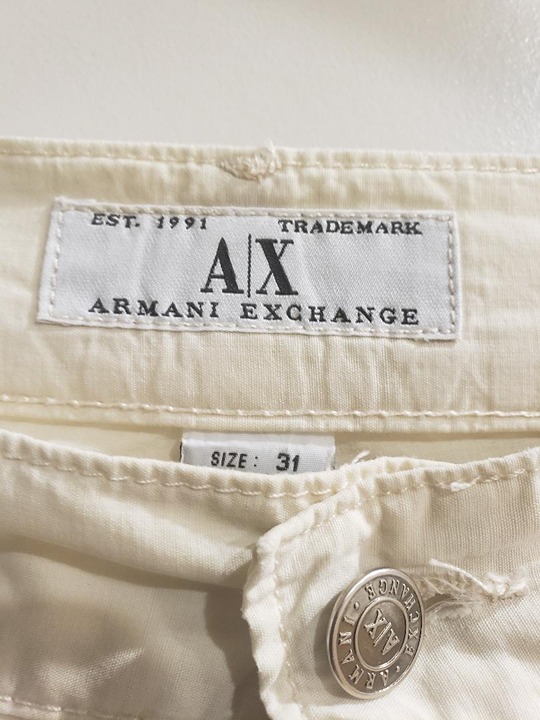 EST. 1991 TRADEMARK
A|X
ARMANI EXCHANGE
SIZE: 31
A|X
ARMANI EXCHANGE